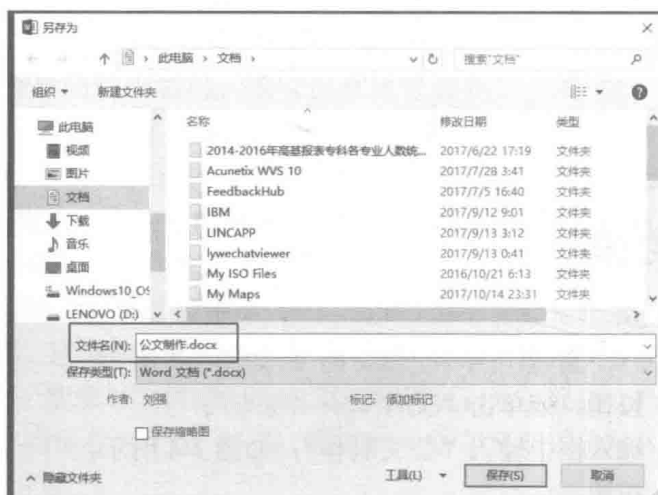 另存为
此电脑 > 文档 >
搜索"文档"
组织 新建文件夹
名称 修改日期 类型
此电脑
视频
图片
文档
下载
音乐
桌面
Windows10_OS
LENOVO (D:)
2014-2016年高基报表专科各专业人数统... 2017/6/22 17:19 文件夹
Acunetix WVS 10 2017/7/28 3:41 文件夹
FeedbackHub 2017/7/5 16:40 文件夹
IBM 2017/9/12 9:01 文件夹
LINCAPP 2017/9/13 3:12 文件夹
lywechatviewer 2017/9/13 0:41 文件夹
My ISO Files 2016/10/21 6:13 文件夹
My Maps 2017/10/14 23:31 文件夹
文件名(N): 公文制作.docx
保存类型(T): Word 文档 (*.docx)
作者: 刘强 标记: 添加标记
保存缩略图
隐藏文件夹 工具(L) 保存(S) 取消